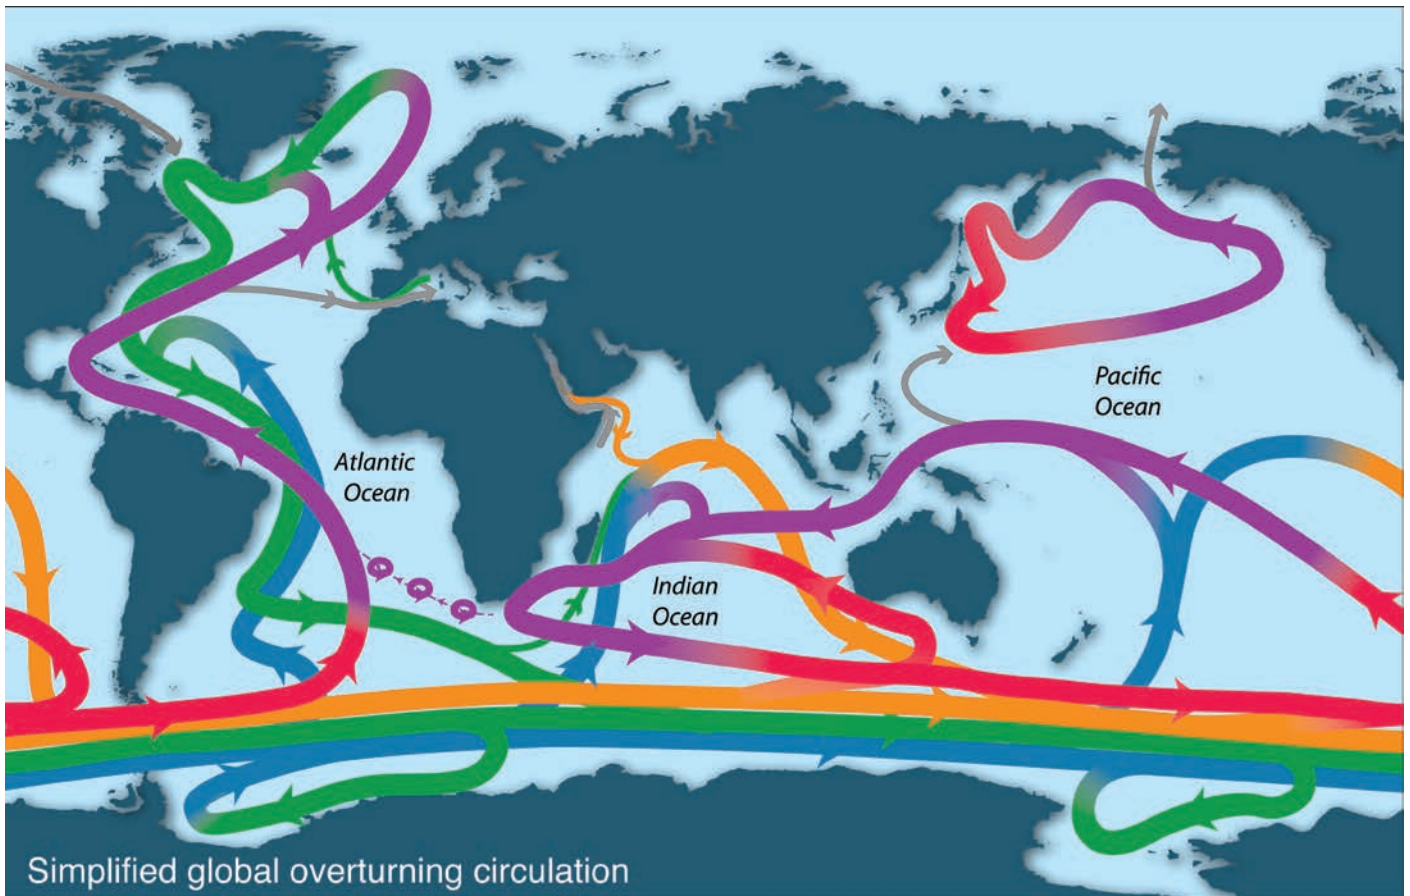 Pacific
Ocean
Atlantic
Ocean
Indian
Ocean
Simplified global overturning circulation